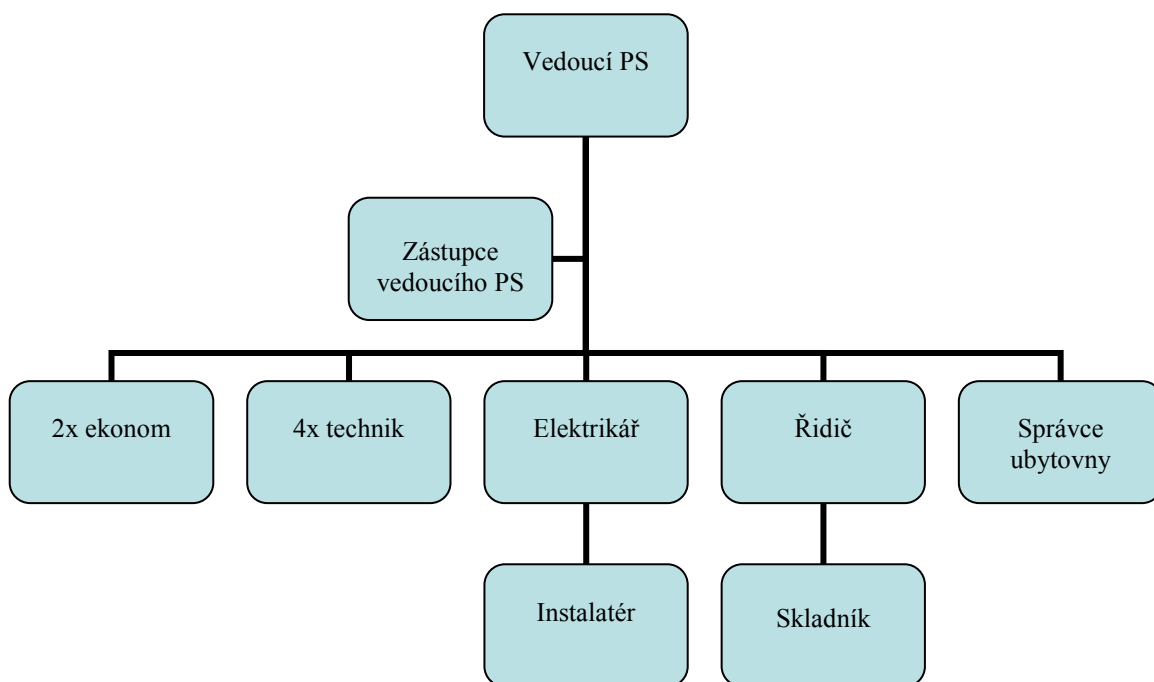 Vedoucí PS
Zástupce
vedoucího PS
2x ekonom
4x technik
Elektrikář
Řidič
Správce
ubytovny
Instalatér
Skladník